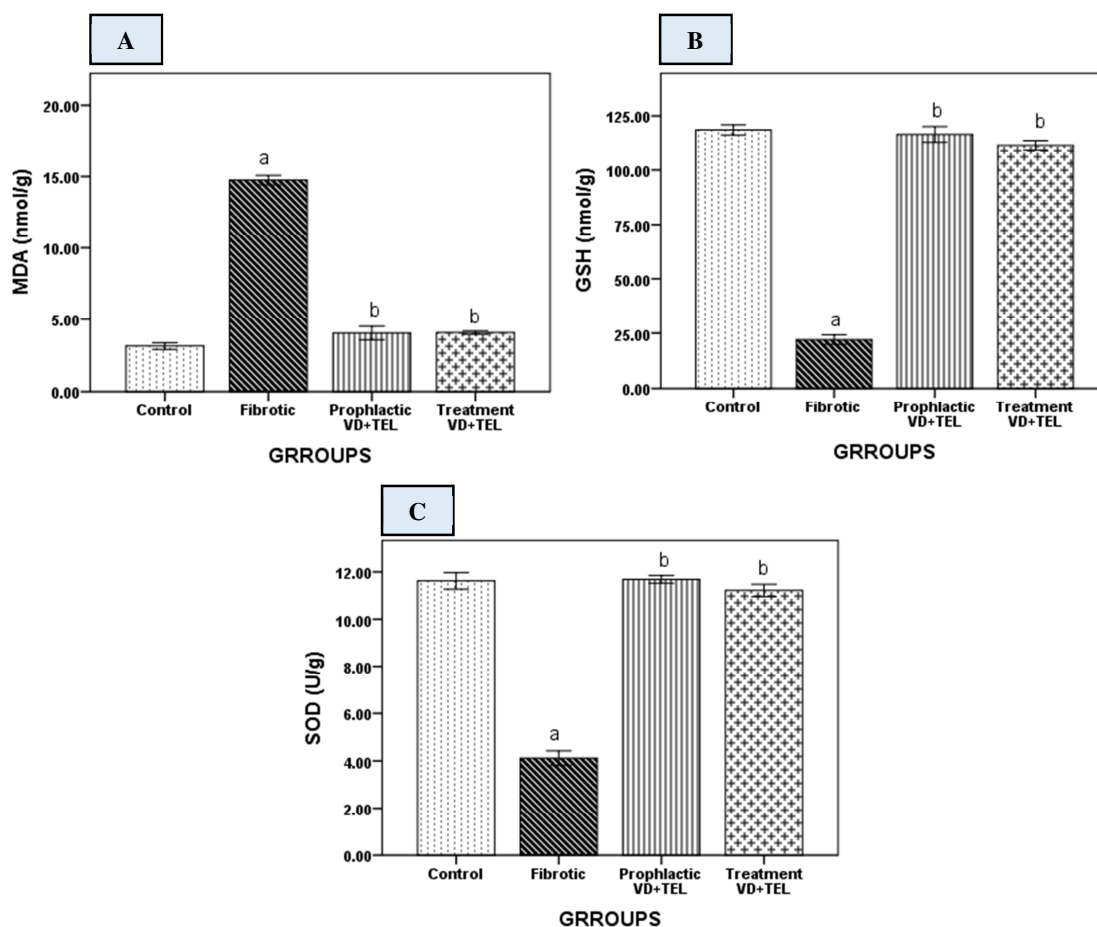 A
MDA (nmol/g)
20.00
15.00
10.00
5.00
0.00
a
b
b
Control
Fibrotic
Prophlactic
VD+TEL
Treatment
VD+TEL
GRROUPS
B
GSH (nmol/g)
125.00
100.00
75.00
50.00
25.00
0.00
a
b
b
Control
Fibrotic
Prophlactic
VD+TEL
Treatment
VD+TEL
GRROUPS
C
SOD (U/g)
12.00
10.00
8.00
6.00
4.00
2.00
0.00
a
b
b
Control
Fibrotic
Prophlactic
VD+TEL
Treatment
VD+TEL
GRROUPS